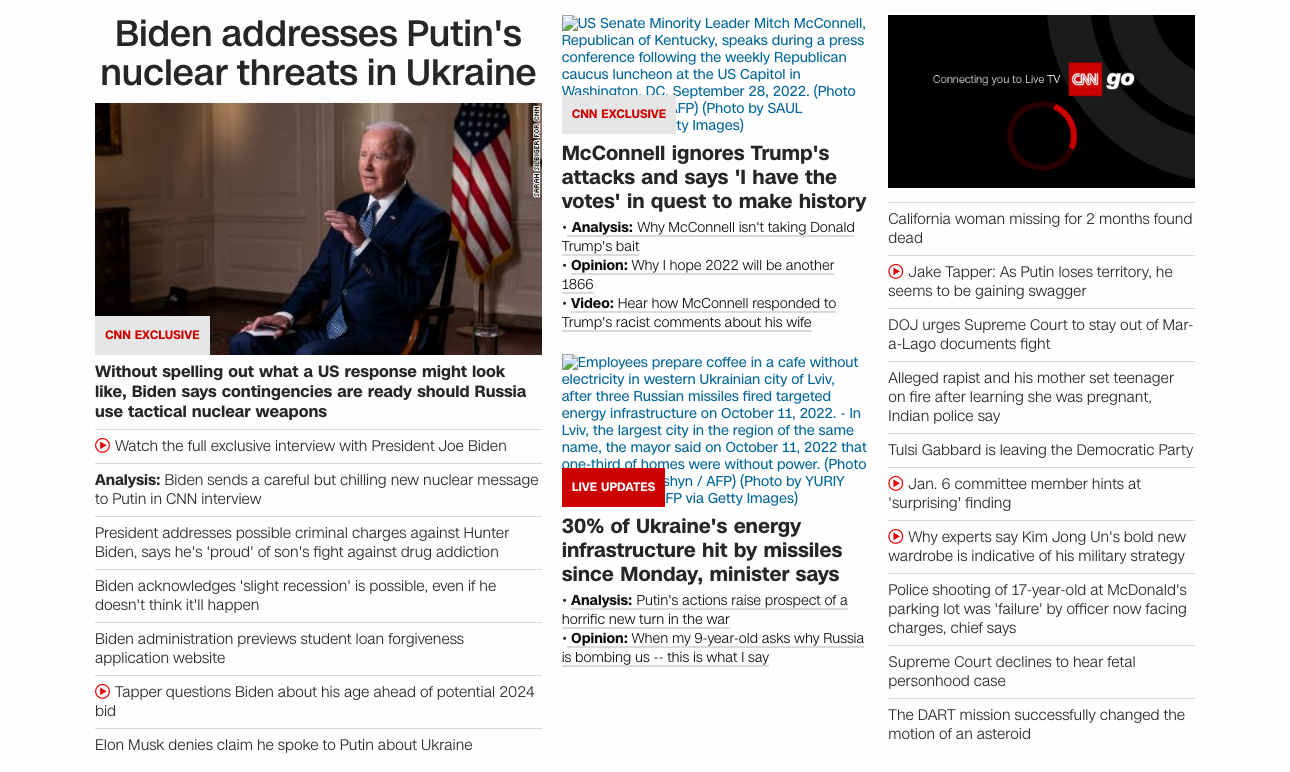 Biden addresses Putin's
nuclear threats in Ukraine
SARAH SILBIGER FOR CNN
CNN EXCLUSIVE
Without spelling out what a US response might look
like, Biden says contingencies are ready should Russia
use tactical nuclear weapons
Watch the full exclusive interview with President Joe Biden
Analysis: Biden sends a careful but chilling new nuclear message
to Putin in CNN interview
President addresses possible criminal charges against Hunter
Biden, says he's 'proud' of son's fight against drug addiction
Biden acknowledges 'slight recession' is possible, even if he
doesn't think it'll happen
Biden administration previews student loan forgiveness
application website
Tapper questions Biden about his age ahead of potential 2024
bid
Elon Musk denies claim he spoke to Putin about Ukraine
US Senate Minority Leader Mitch McConnell,
Republican of Kentucky, speaks during a press
conference following the weekly Republican
caucus luncheon at the US Capitol in
Washington, DC, September 28, 2022. (Photo
AFP) (Photo by SAUL
CNN EXCLUSIVE
ty Images)
McConnell ignores Trump's
attacks and says 'I have the
votes' in quest to make history
• Analysis: Why McConnell isn't taking Donald
Trump's bait
• Opinion: Why I hope 2022 will be another
1866
• Video: Hear how McConnell responded to
Trump's racist comments about his wife
Employees prepare coffee in a cafe without
electricity in western Ukrainian city of Lviv,
after three Russian missiles fired targeted
energy infrastructure on October 11, 2022. - In
Lviv, the largest city in the region of the same
name, the mayor said on October 11, 2022 that
one-third of homes were without power. (Photo
shyn / AFP) (Photo by YURIY
LIVE UPDATES
FP via Getty Images)
30% of Ukraine's energy
infrastructure hit by missiles
since Monday, minister says
• Analysis: Putin's actions raise prospect of a
horrific new turn in the war
• Opinion: When my 9-year-old asks why Russia
is bombing us -- this is what I say
Connecting you to Live TV CNN go
California woman missing for 2 months found
dead
Jake Tapper: As Putin loses territory, he
seems to be gaining swagger
DOJ urges Supreme Court to stay out of Mar-
a-Lago documents fight
Alleged rapist and his mother set teenager
on fire after learning she was pregnant,
Indian police say
Tulsi Gabbard is leaving the Democratic Party
Jan. 6 committee member hints at
'surprising' finding
Why experts say Kim Jong Un's bold new
wardrobe is indicative of his military strategy
Police shooting of 17-year-old at McDonald's
parking lot was 'failure' by officer now facing
charges, chief says
Supreme Court declines to hear fetal
personhood case
The DART mission successfully changed the
motion of an asteroid